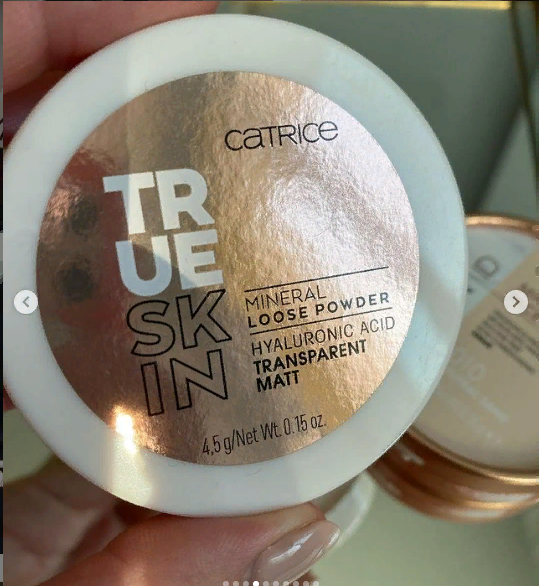 CATRICE
TR
UE
SK
IN
MINERAL
LOOSE POWDER
HYALURONIC ACID
TRANSPARENT
MATT
4,5 g/Net Wt. 0.15 oz.